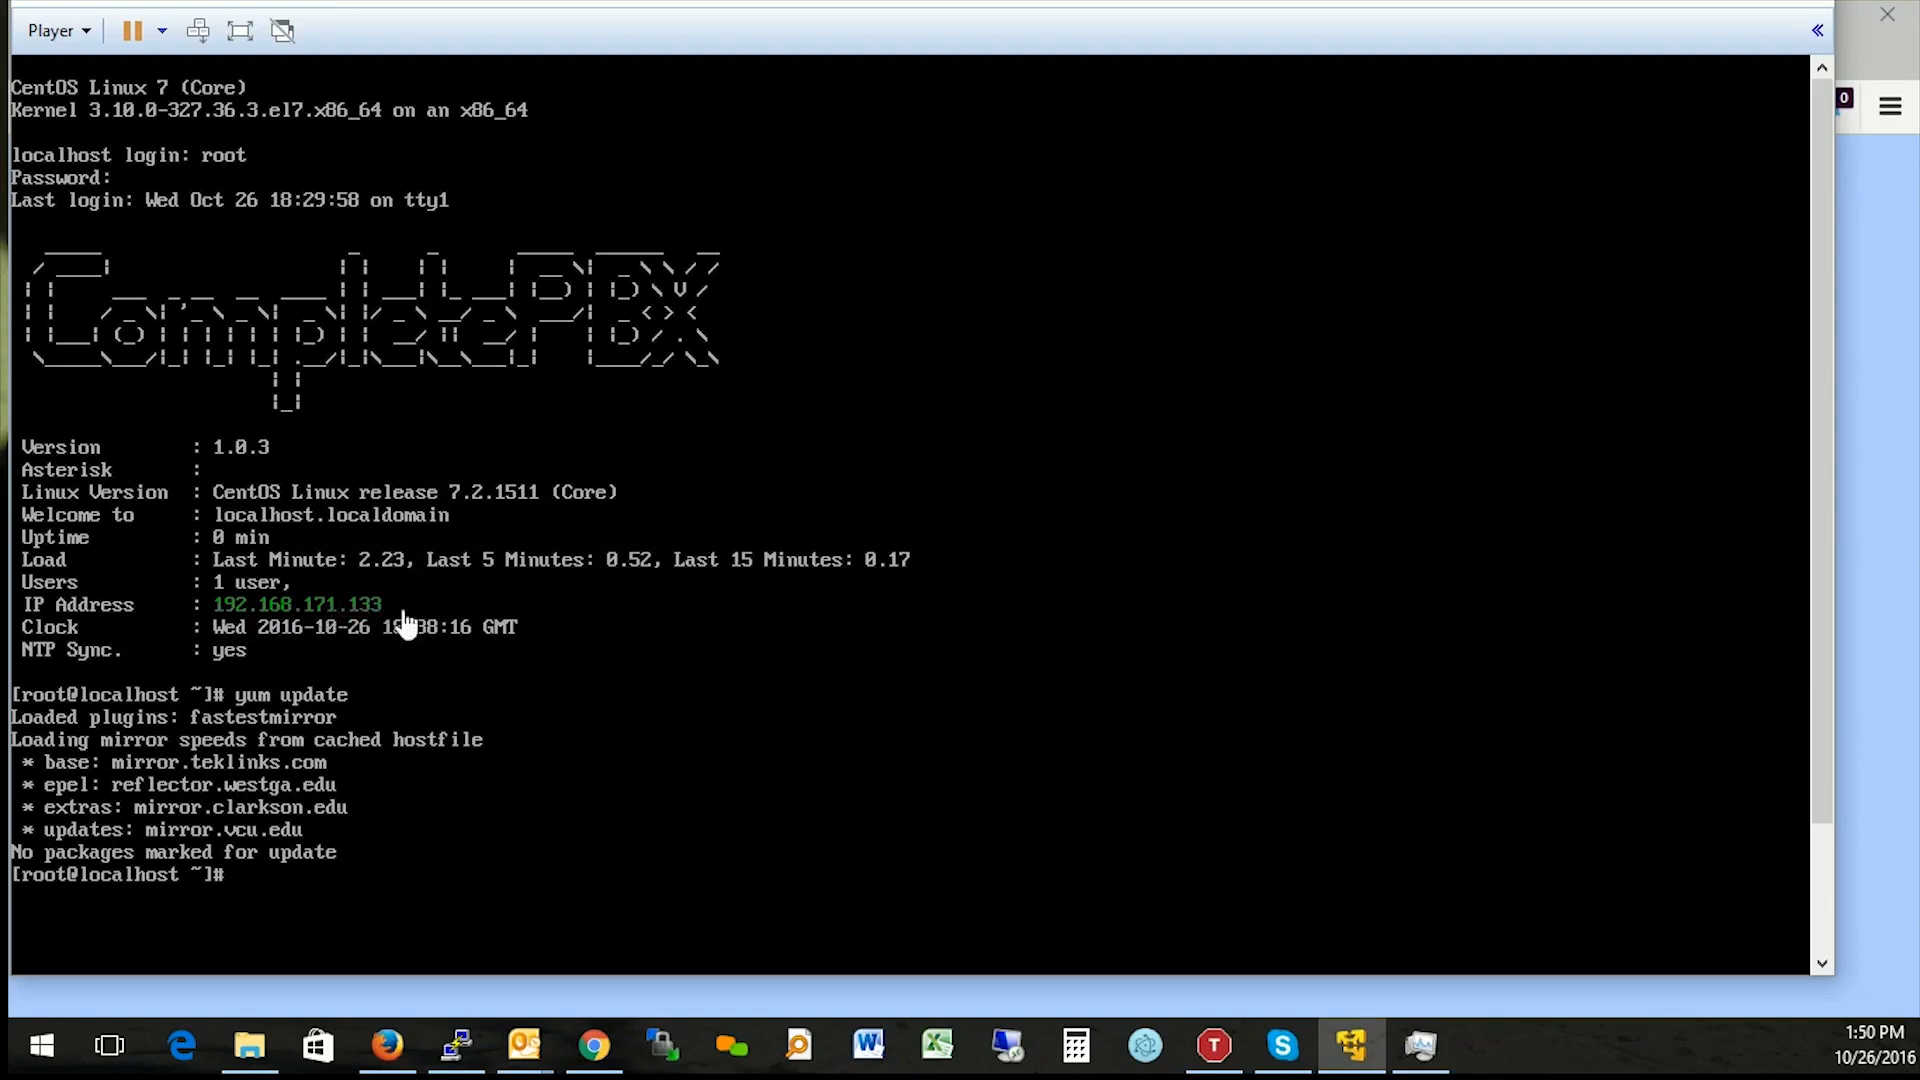 Player
0
CentOS Linux 7 (Core)
Kernel 3.10.0-327.36.3.el7.x86_64 on an x86_64
localhost login: root
Password:
Last login: Wed Oct 26 18:29:58 on tty1
CompletePBX
Version : 1.0.3
Asterisk :
Linux Version : CentOS Linux release 7.2.1511 (Core)
Welcome to : localhost.localdomain
Uptime : 0 min
Load : Last Minute: 2.23, Last 5 Minutes: 0.52, Last 15 Minutes: 0.17
Users : 1 user,
IP Address : 192.168.171.133
Clock : Wed 2016-10-26 18:38:16 GMT
NTP Sync. : yes
[root@localhost ~]# yum update
Loaded plugins: fastestmirror
Loading mirror speeds from cached hostfile
* base: mirror.teklinks.com
* epel: reflector.westga.edu
* extras: mirror.clarkson.edu
* updates: mirror.vcu.edu
No packages marked for update
[root@localhost ~]#
1:50 PM
10/26/2016